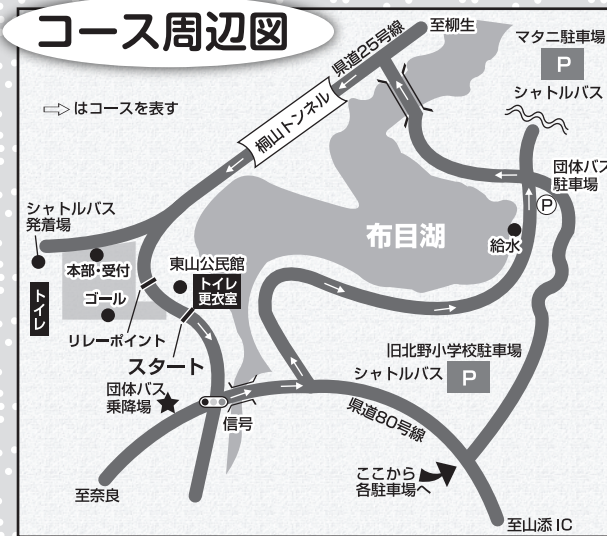 コース周辺図
⇨ はコースを表す
至柳生
県道25号線
桐山トンネル
マタニ駐車場
P
シャトルバス
団体バス
駐車場
P
シャトルバス
発着場
本部・受付
トイレ
ゴール
リレーポイント
東山公民館
トイレ
更衣室
スタート
布目湖
給水
団体バス
乗降場
信号
旧北野小学校駐車場
シャトルバス
P
県道80号線
ここから
各駐車場へ
至奈良
至山添IC